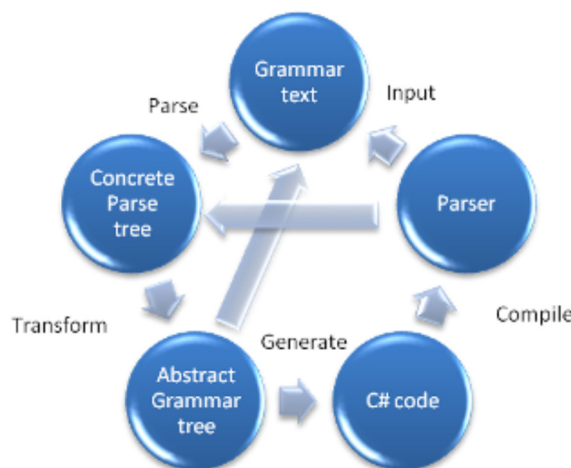 Grammar
text
Input
Parse
Concrete
Parse
tree
Parser
Transform
Compile
Generate
Abstract
Grammar
tree
C# code